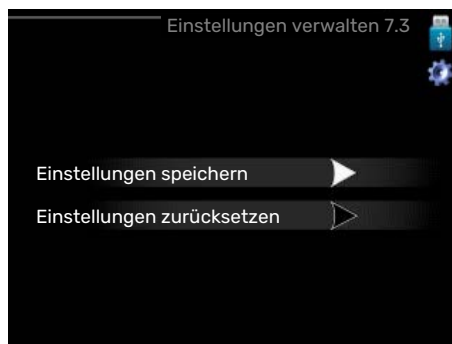 Einstellungen verwalten 7.3
Einstellungen speichern
Einstellungen zurücksetzen